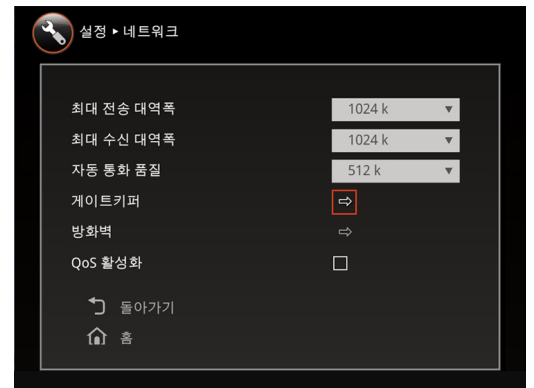 설정 ▸ 네트워크
최대 전송 대역폭 1024 k
최대 수신 대역폭 1024 k
자동 통화 품질 512 k
게이트키퍼
방화벽
QoS 활성화
돌아가기
홈